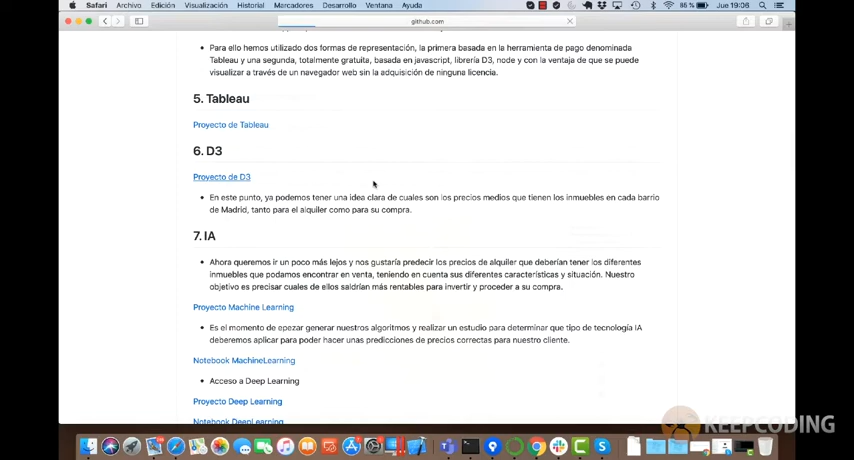 Safari Archivo Edición Visualización Historial Marcadores Desarrollo Ventana Ayuda 86 % Jue 19:06
github.com
• Para ello hemos utilizado dos formas de representación, la primera basada en la herramienta de pago denominada
Tableau y una segunda, totalmente gratuita, basada en javascript, librería D3, node y con la ventaja de que se puede
visualizar a través de un navegador web sin la adquisición de ninguna licencia.
5. Tableau
Proyecto de Tableau
6. D3
Proyecto de D3
• En este punto, ya podemos tener una idea clara de cuales son los precios medios que tienen los inmuebles en cada barrio
de Madrid, tanto para el alquiler como para su compra.
7. IA
• Ahora queremos ir un poco más lejos y nos gustaría predecir los precios de alquiler que deberían tener los diferentes
inmuebles que podamos encontrar en venta, teniendo en cuenta sus diferentes características y situación. Nuestro
objetivo es precisar cuales de ellos saldrían más rentables para invertir y proceder a su compra.
Proyecto Machine Learning
• Es el momento de epezar generar nuestros algoritmos y realizar un estudio para determinar que tipo de tecnología IA
deberemos aplicar para poder hacer unas predicciones de precios correctas para nuestro cliente.
Notebook MachineLearning
• Acceso a Deep Learning
Proyecto Deep Learning
Notebook DeepLearning
KEEPCODING